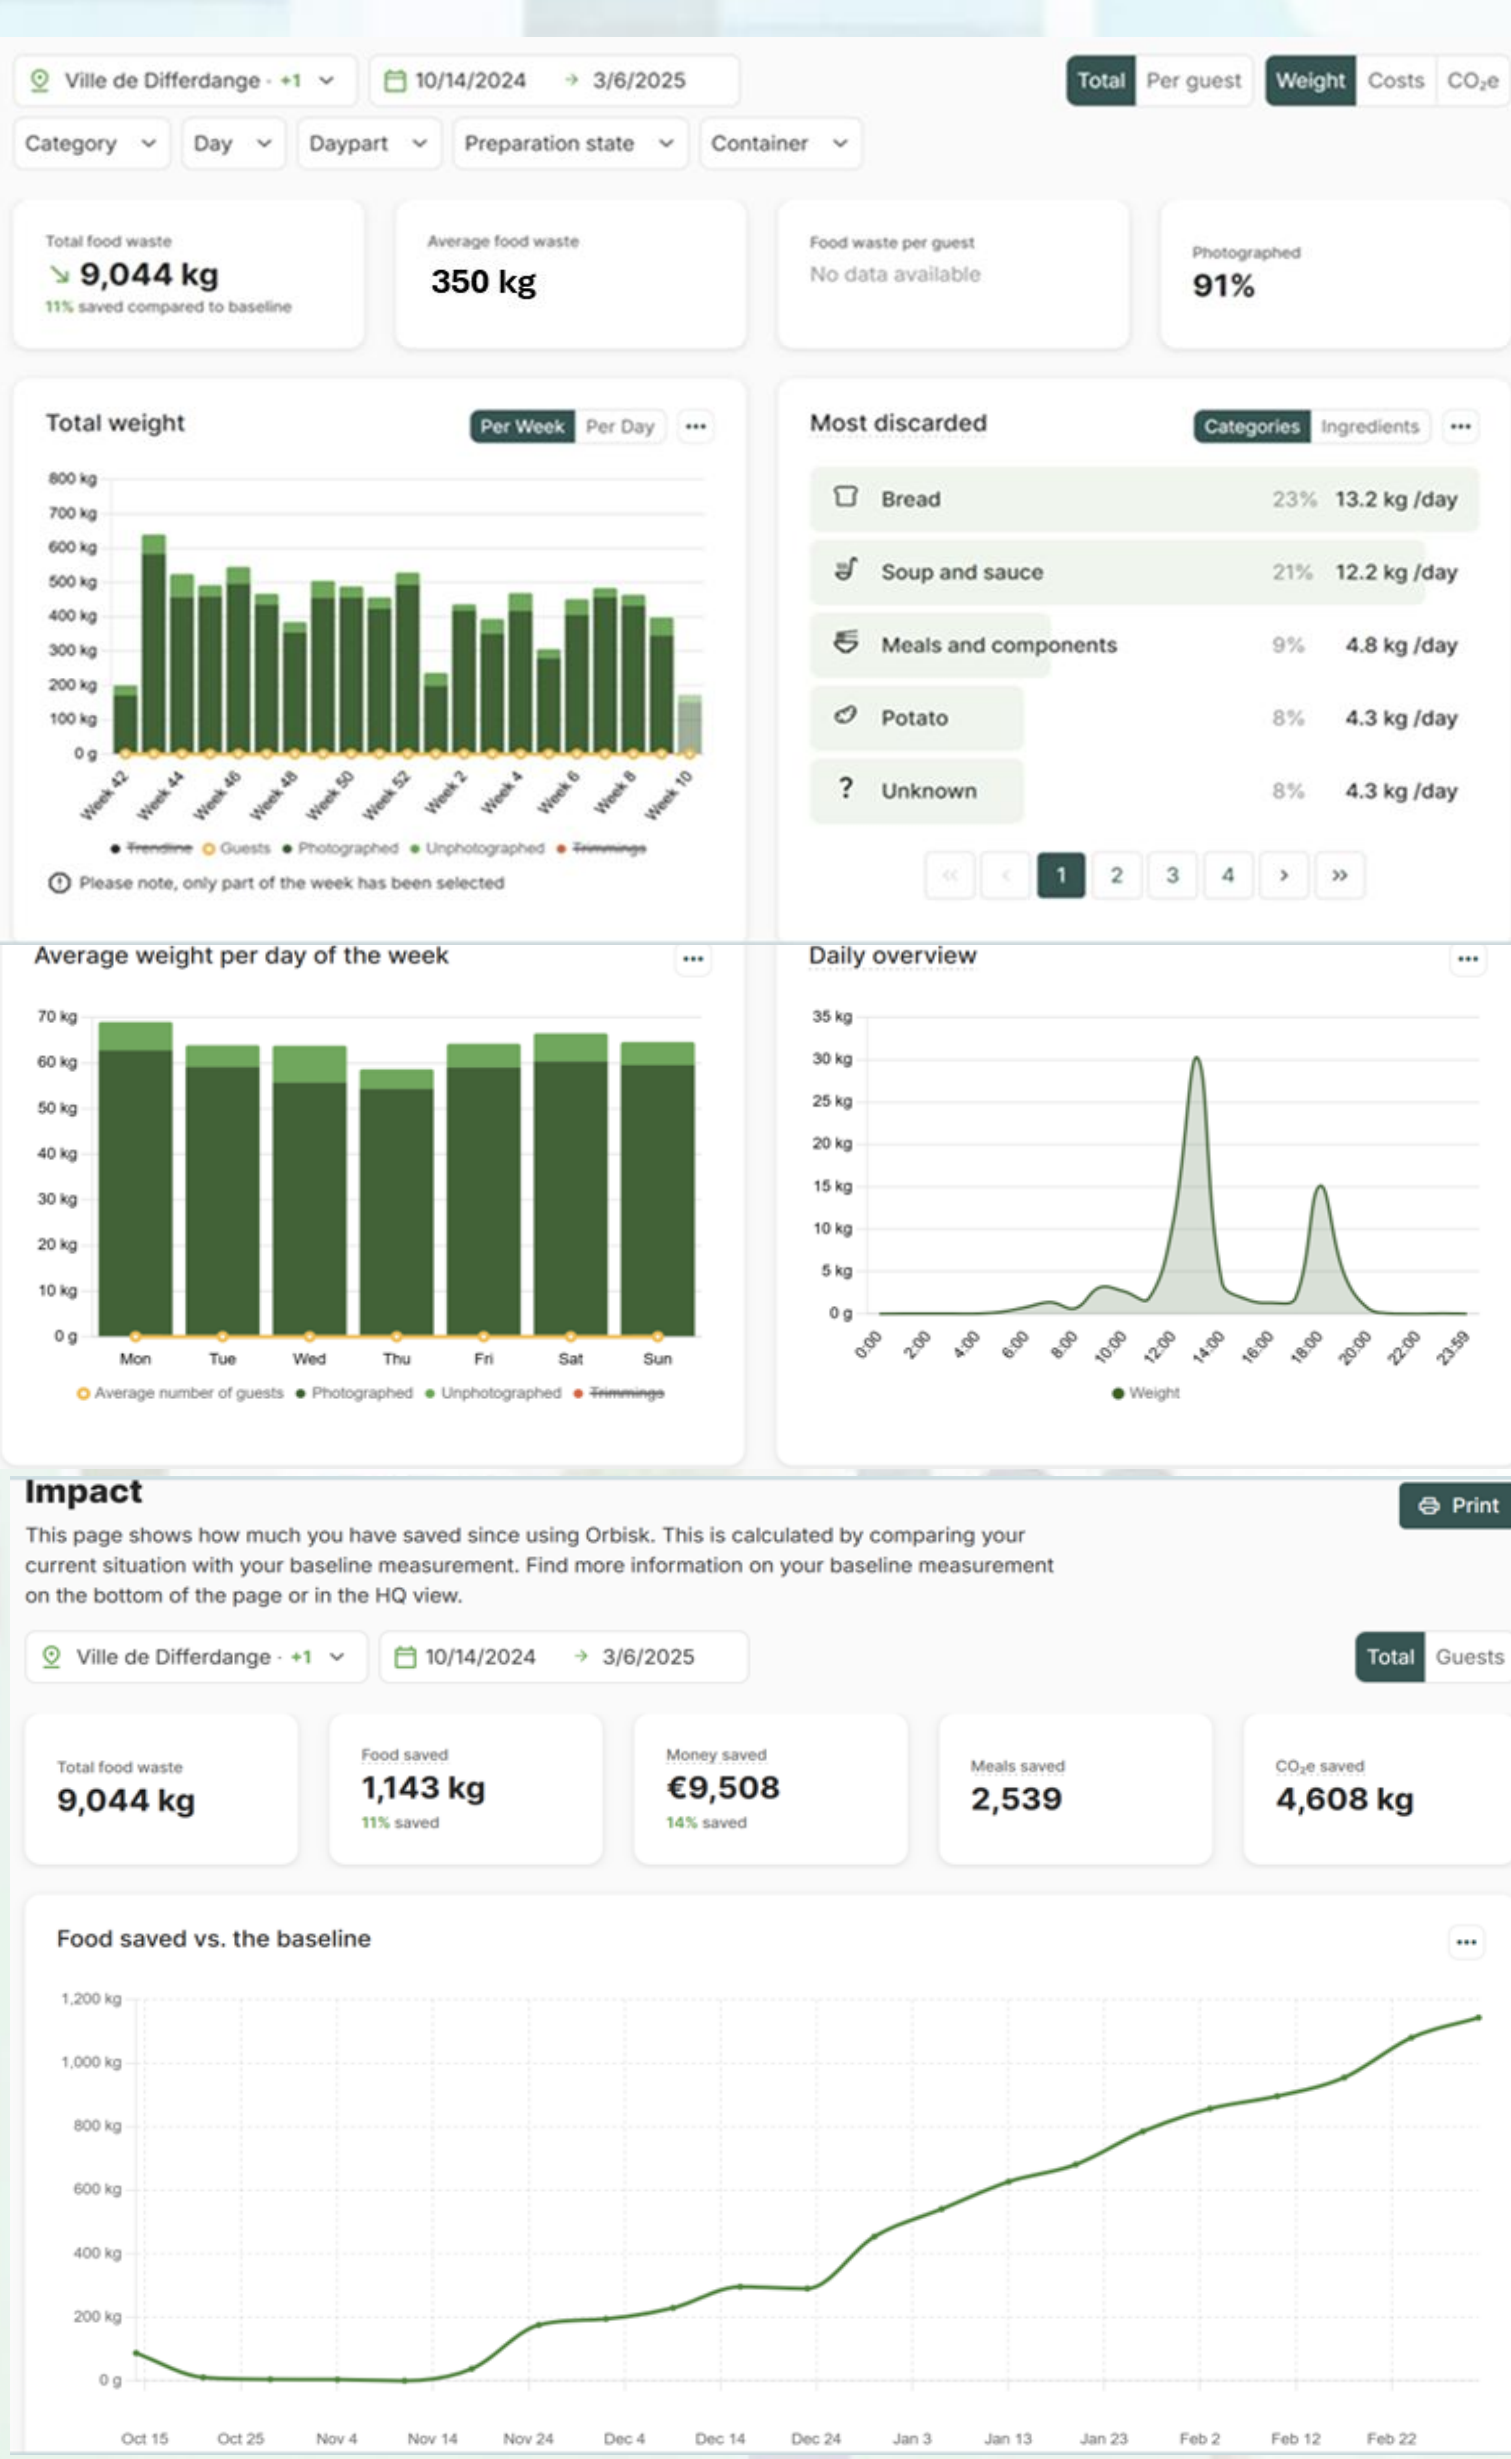 Ville de Differdange · +1
10/14/2024 → 3/6/2025
Total Per guest
Weight Costs CO₂e
Category Day Daypart Preparation state Container
Total food waste
↘ 9,044 kg
11% saved compared to baseline
Average food waste
350 kg
Food waste per guest
No data available
Photographed
91%
Total weight
Per Week Per Day
800 kg
700 kg
600 kg
500 kg
400 kg
300 kg
200 kg
100 kg
0 g
Week 42 Week 44 Week 46 Week 48 Week 50 Week 52 Week 2 Week 4 Week 6 Week 8 Week 10
Trendline Guests Photographed Unphotographed Trimmings
Please note, only part of the week has been selected
Most discarded
Categories Ingredients
Bread 23% 13.2 kg /day
Soup and sauce 21% 12.2 kg /day
Meals and components 9% 4.8 kg /day
Potato 8% 4.3 kg /day
? Unknown 8% 4.3 kg /day
« ‹ 1 2 3 4 › »
Average weight per day of the week
70 kg
60 kg
50 kg
40 kg
30 kg
20 kg
10 kg
0 g
Mon Tue Wed Thu Fri Sat Sun
Average number of guests Photographed Unphotographed Trimmings
Daily overview
35 kg
30 kg
25 kg
20 kg
15 kg
10 kg
5 kg
0 g
0:00 2:00 4:00 6:00 8:00 10:00 12:00 14:00 16:00 18:00 20:00 22:00 23:59
Weight
Impact
Print
This page shows how much you have saved since using Orbisk. This is calculated by comparing your
current situation with your baseline measurement. Find more information on your baseline measurement
on the bottom of the page or in the HQ view.
Ville de Differdange · +1
10/14/2024 → 3/6/2025
Total Guests
Total food waste
9,044 kg
Food saved
1,143 kg
11% saved
Money saved
€9,508
14% saved
Meals saved
2,539
CO₂e saved
4,608 kg
Food saved vs. the baseline
1,200 kg
1,000 kg
800 kg
600 kg
400 kg
200 kg
0 g
Oct 15 Oct 25 Nov 4 Nov 14 Nov 24 Dec 4 Dec 14 Dec 24 Jan 3 Jan 13 Jan 23 Feb 2 Feb 12 Feb 22